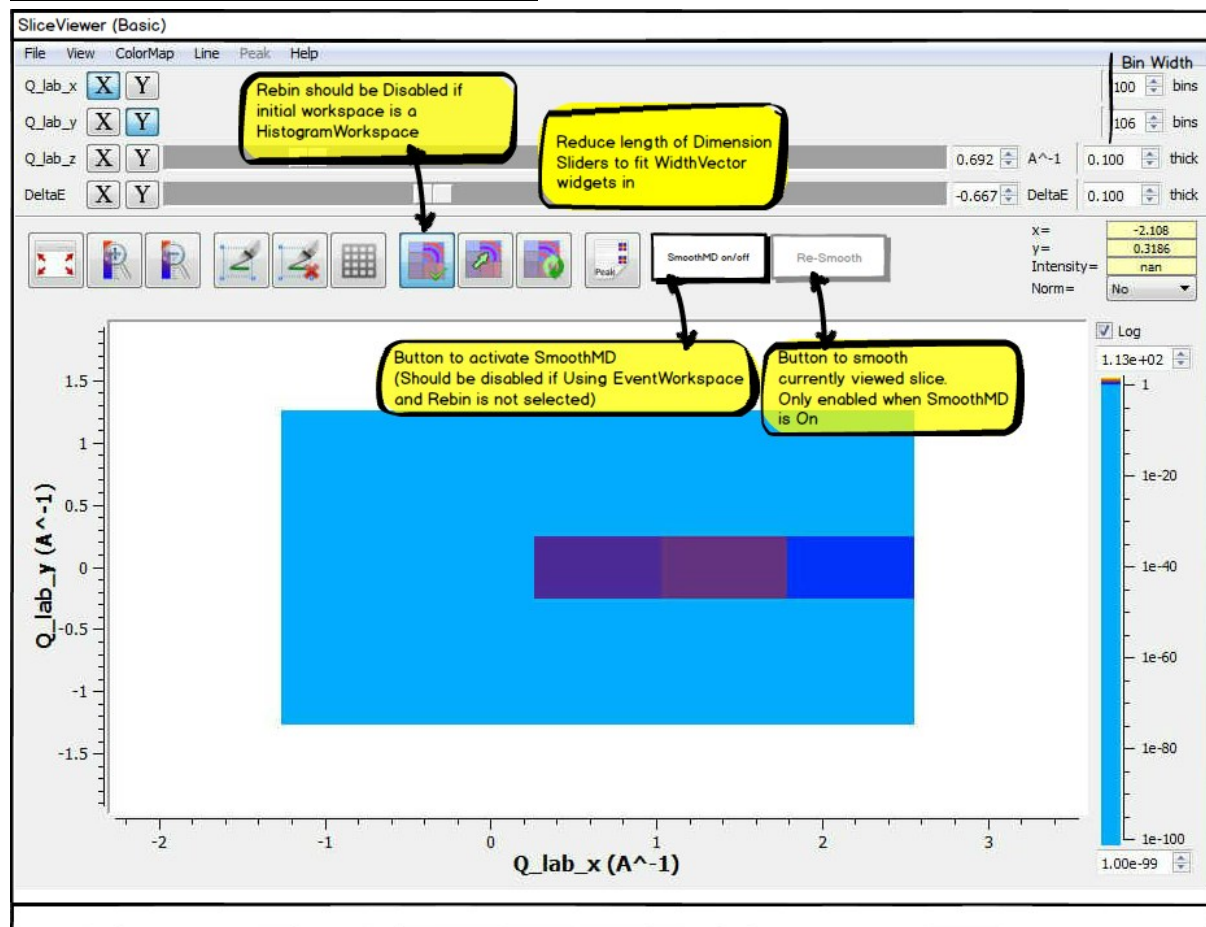 SliceViewer (Basic)
File View ColorMap Line Peak Help
Bin Width
Q_lab_x X Y
100 bins
Q_lab_y X Y
106 bins
Q_lab_z X Y
0.692 A^-1 0.100 thick
DeltaE X Y
-0.667 DeltaE 0.100 thick
Rebin should be Disabled if
initial workspace is a
HistogramWorkspace
Reduce length of Dimension
Sliders to fit WidthVector
widgets in
Peak
SmoothMD on/off
Re-Smooth
x= -2.108
y= 0.3186
Intensity= nan
Norm= No
Button to activate SmoothMD
(Should be disabled if Using EventWorkspace
and Rebin is not selected)
Button to smooth
currently viewed slice.
Only enabled when SmoothMD
is On
Log
1.13e+02
1
1e-20
1e-40
1e-60
1e-80
1e-100
1.00e-99
Q_lab_y (A^-1)
1.5
1
0.5
0
-0.5
-1
-1.5
-2 -1 0 1 2 3
Q_lab_x (A^-1)